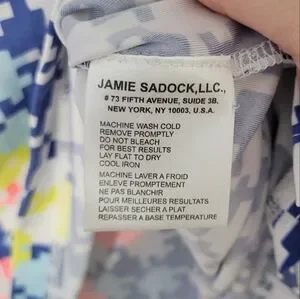 JAMIE SADOCK,LLC.,
# 73 FIFTH AVENUE, SUIDE 3B,
NEW YORK, NY 10003, U.S.A.
MACHINE WASH COLD
REMOVE PROMPTLY
DO NOT BLEACH
FOR BEST RESULTS
LAY FLAT TO DRY
COOL IRON
MACHINE LAVER A FROID
ENLEVE PROMPTEMENT
NE PAS BLANCHIR
POUR MEILLEURES RESULTATS
LAISSER SECHER A PLAT
REPASSER A BASE TEMPERATURE